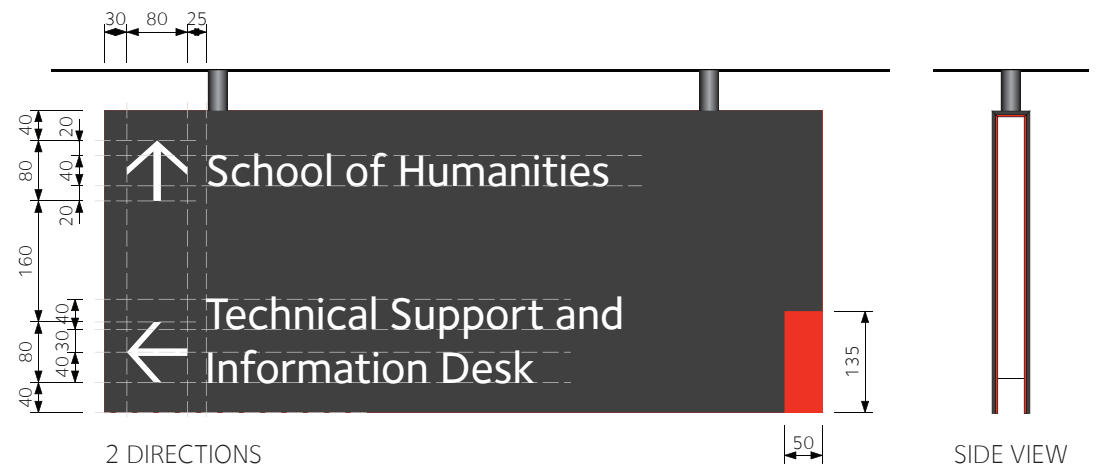 30 80 25
40
20
80
40
20
School of Humanities
160
40
Technical Support and
80
30
40
Information Desk
135
40
50
2 DIRECTIONS
SIDE VIEW